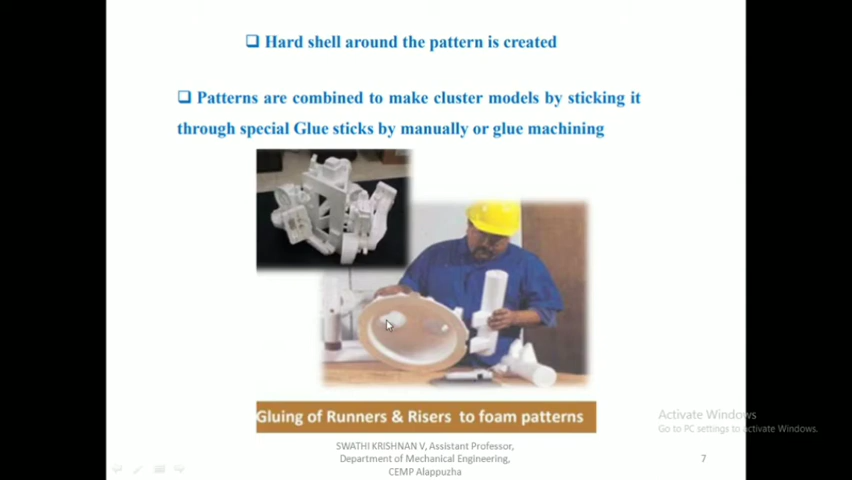 Hard shell around the pattern is created
Patterns are combined to make cluster models by sticking it
through special Glue sticks by manually or glue machining
Gluing of Runners & Risers to foam patterns
SWATHI KRISHNAN V, Assistant Professor,
Department of Mechanical Engineering,
CEMP Alappuzha
7
Activate Windows
Go to PC settings to activate Windows.